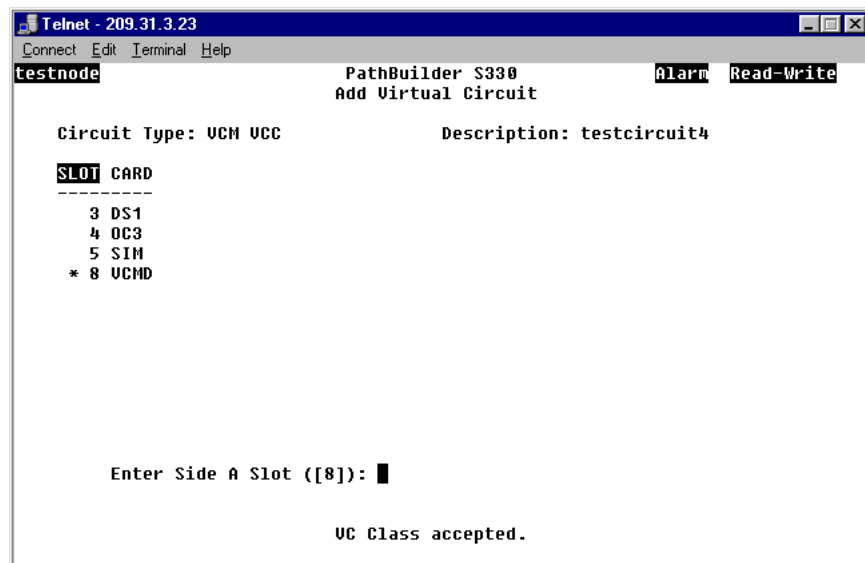 Telnet - 209.31.3.23
Connect Edit Terminal Help
testnode PathBuilder S330 Alarm Read-Write
Add Virtual Circuit
Circuit Type: VCM VCC Description: testcircuit4
SLOT CARD
---------
3 DS1
4 OC3
5 SIM
* 8 VCMD
Enter Side A Slot ([8]):
VC Class accepted.